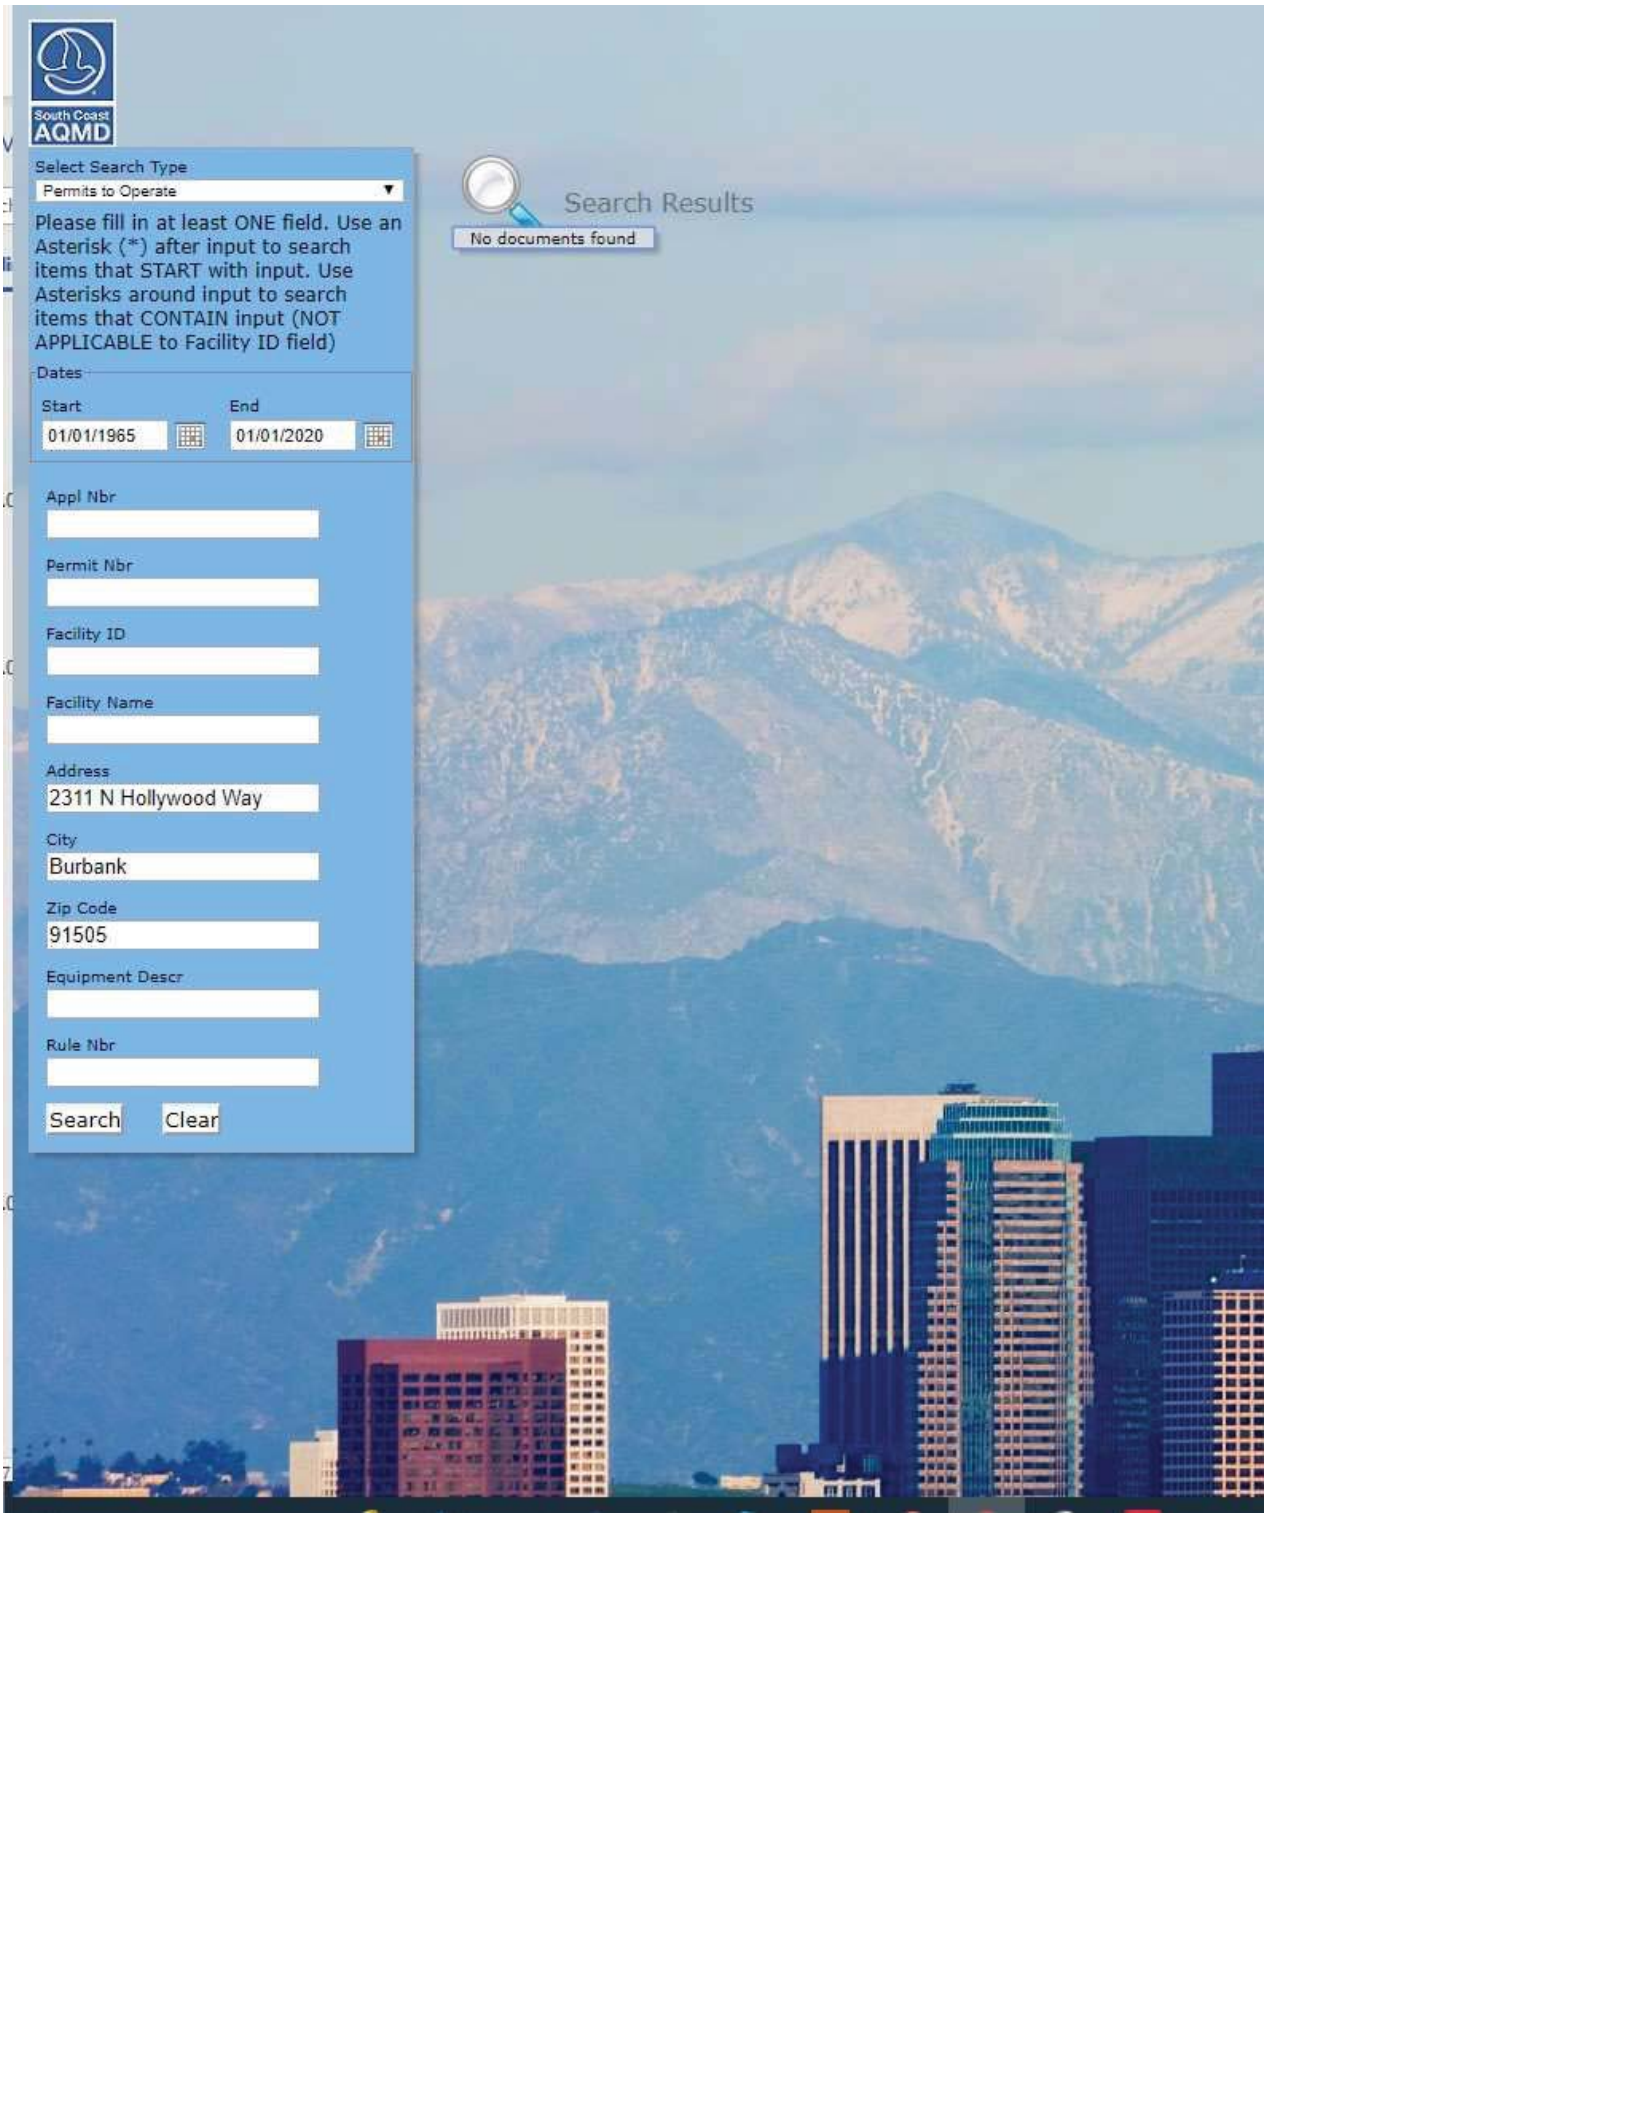 South Coast
AQMD
Select Search Type
Permits to Operate
Please fill in at least ONE field. Use an
Asterisk (*) after input to search
items that START with input. Use
Asterisks around input to search
items that CONTAIN input (NOT
APPLICABLE to Facility ID field)
Dates
Start End
01/01/1965 01/01/2020
Appl Nbr
Permit Nbr
Facility ID
Facility Name
Address
2311 N Hollywood Way
City
Burbank
Zip Code
91505
Equipment Descr
Rule Nbr
Search Clear
Search Results
No documents found